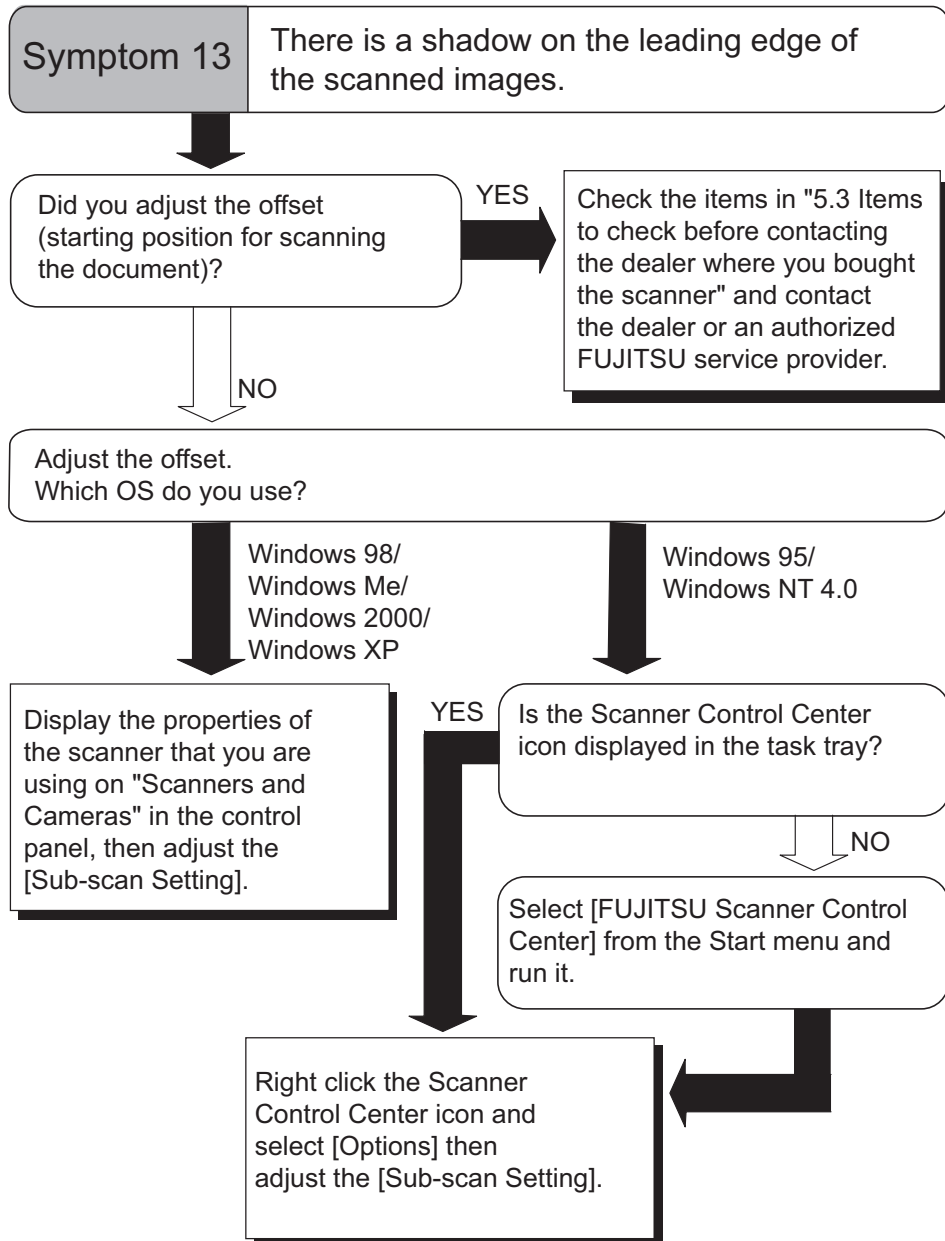 Symptom 13
There is a shadow on the leading edge of
the scanned images.
Did you adjust the offset
(starting position for scanning
the document)?
YES
Check the items in "5.3 Items
to check before contacting
the dealer where you bought
the scanner" and contact
the dealer or an authorized
FUJITSU service provider.
NO
Adjust the offset.
Which OS do you use?
Windows 98/
Windows Me/
Windows 2000/
Windows XP
Windows 95/
Windows NT 4.0
Display the properties of
the scanner that you are
using on "Scanners and
Cameras" in the control
panel, then adjust the
[Sub-scan Setting].
YES
Is the Scanner Control Center
icon displayed in the task tray?
NO
Select [FUJITSU Scanner Control
Center] from the Start menu and
run it.
Right click the Scanner
Control Center icon and
select [Options] then
adjust the [Sub-scan Setting].